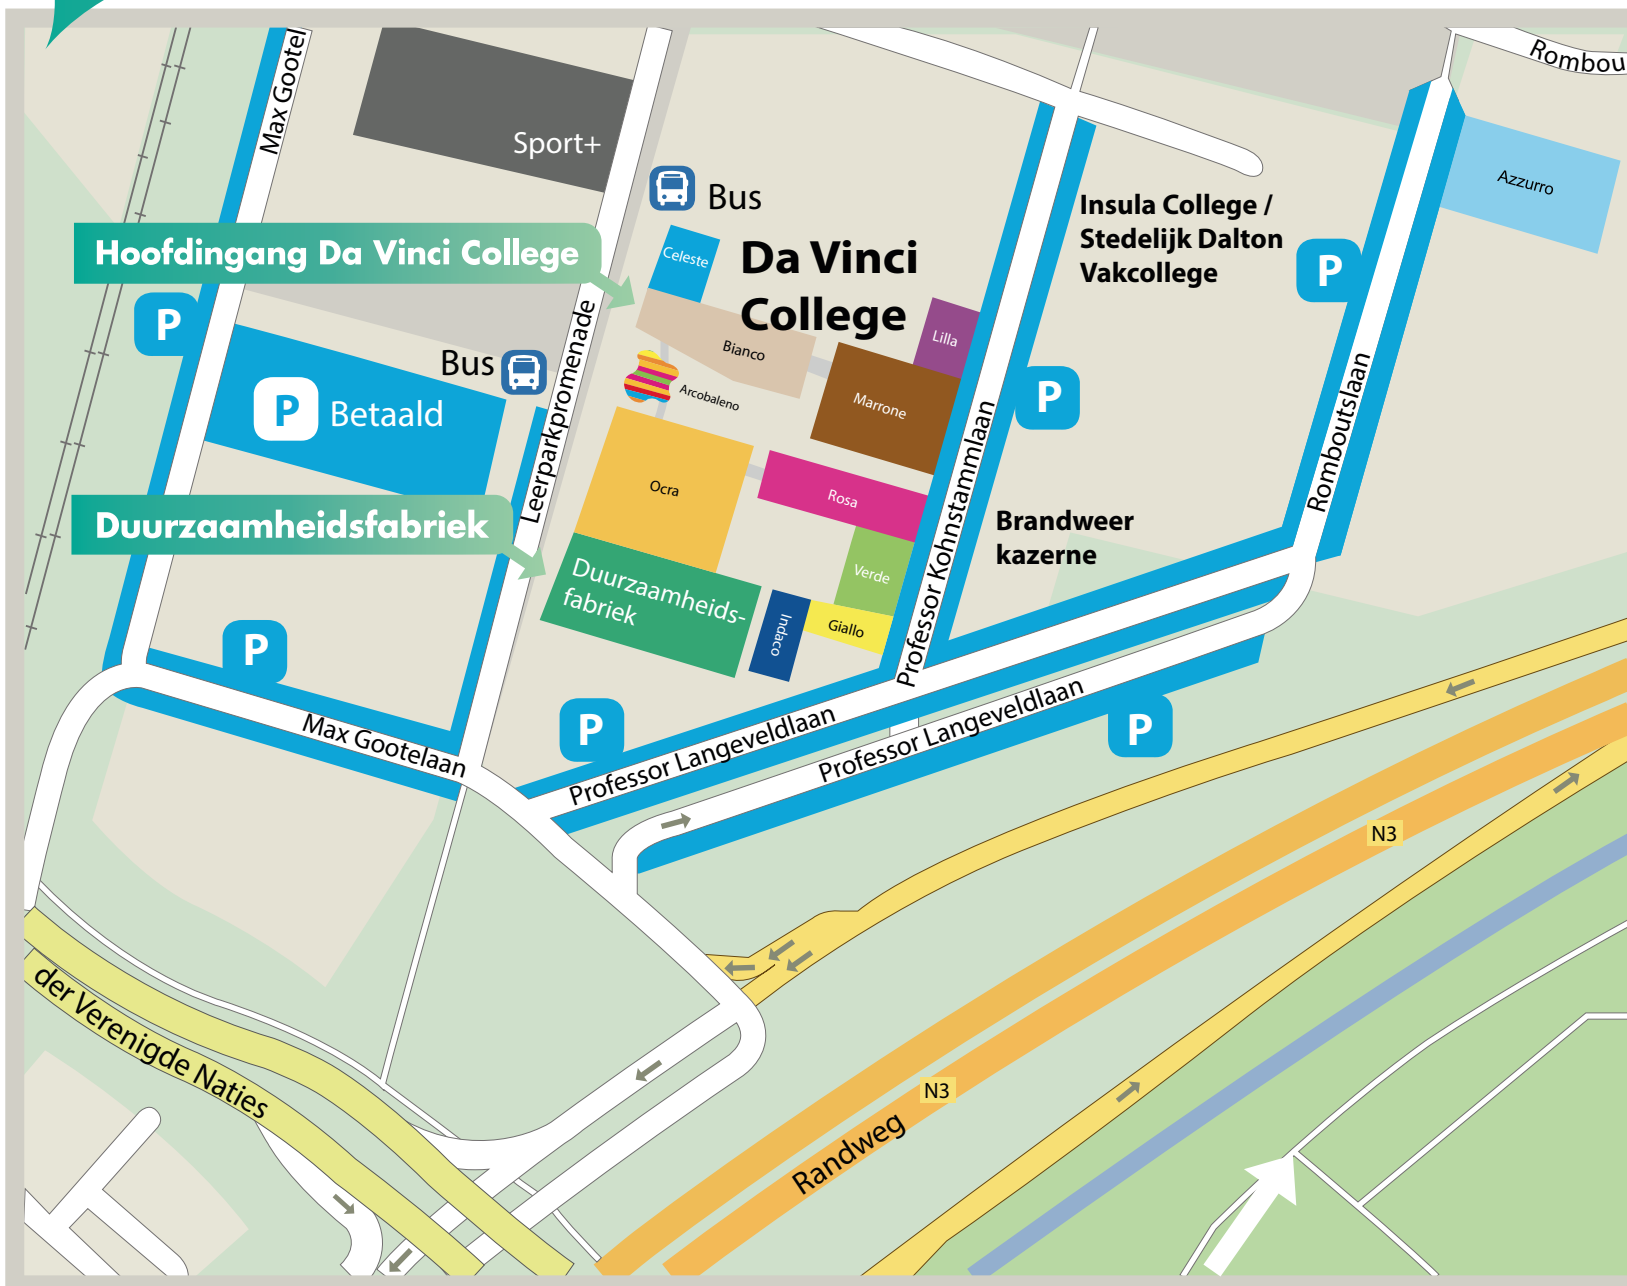 Rombou
Max Gootel
Sport+
Bus
Azzurro
Insula College /
Stedelijk Dalton
Vakcollege
Hoofdingang Da Vinci College
Celeste
Da Vinci
College
P
P
Lilla
Bianco
Bus
Marrone
Arcobaleno
P
P Betaald
Leerparkpromenade
Romboutslaan
Ocra
Rosa
Professor Kohnstammlaan
Duurzaamheidsfabriek
Brandweer
kazerne
Verde
Duurzaamheids-
fabriek
Indaco
Giallo
P
P
P
Max Gootelaan
Professor Langeveldlaan
Professor Langeveldlaan
N3
der Verenigde Naties
N3
Randweg